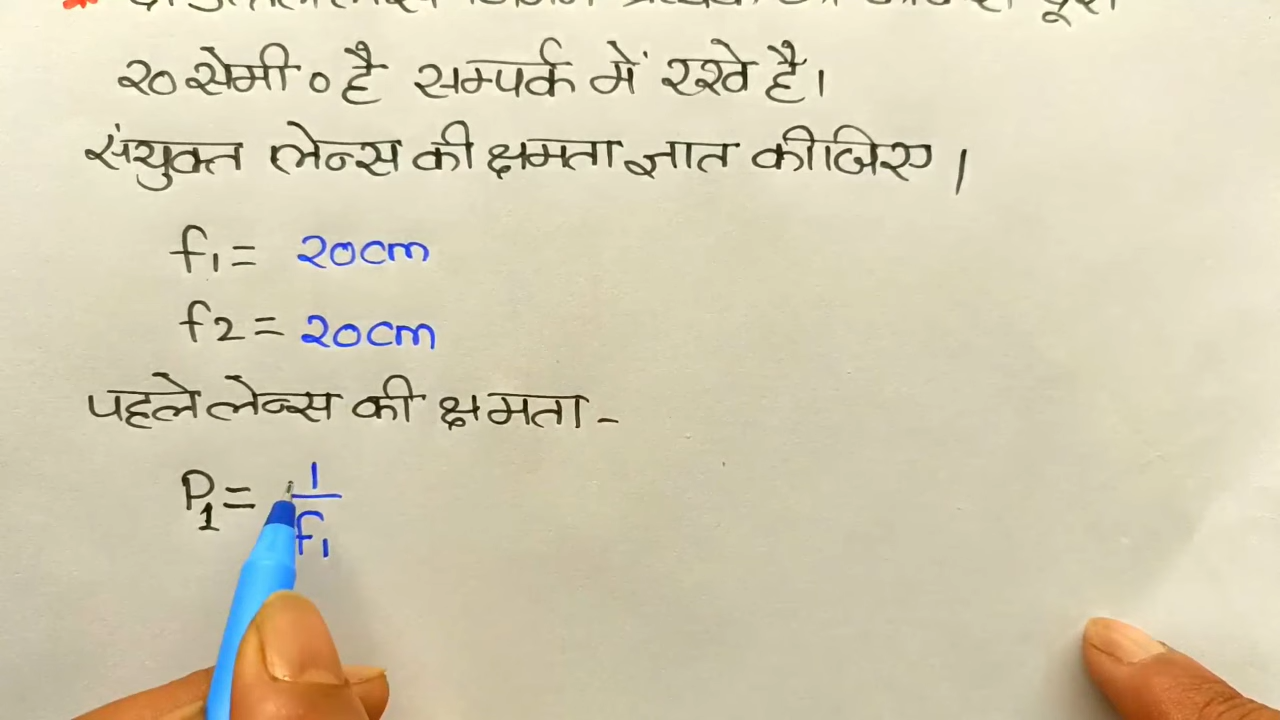 २० सेमी० है सम्पर्क में रखे है।
संयुक्त लेन्स की क्षमता ज्ञात कीजिए।
f₁ = 20cm
f2 = 20cm
पहले लेन्स की क्षमता -
P₁ = 1/f₁